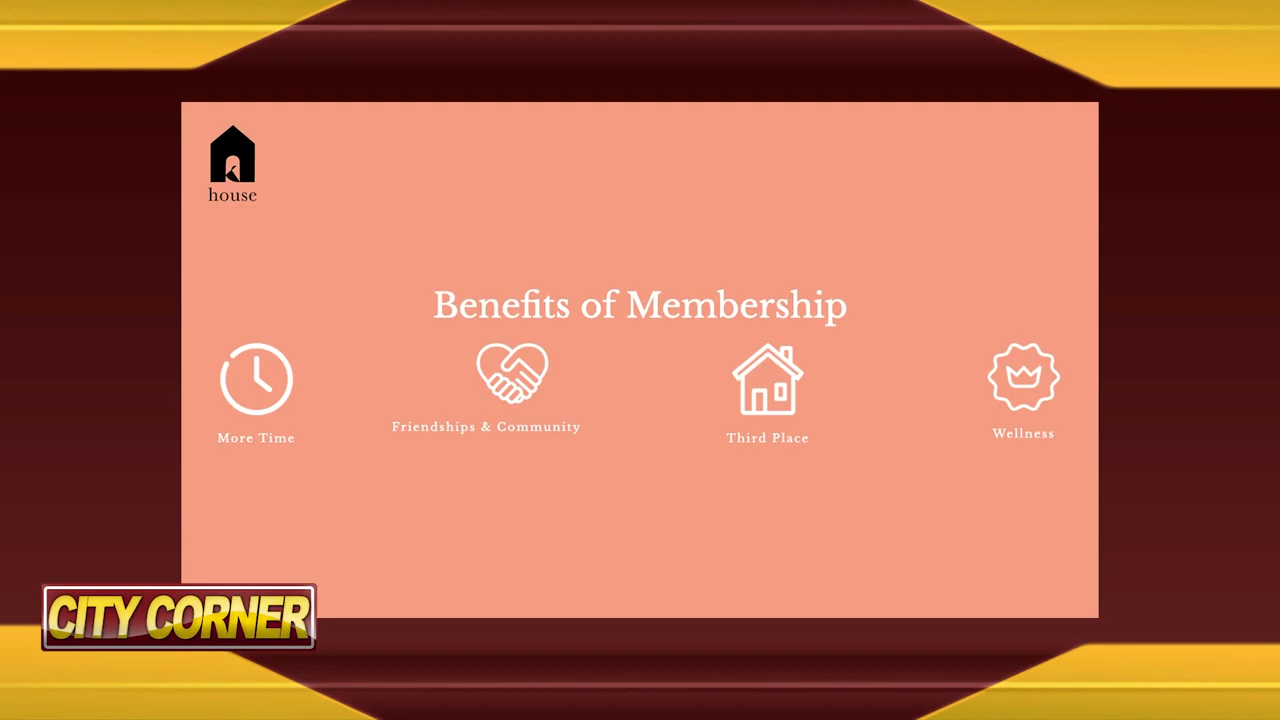 house
Benefits of Membership
More Time
Friendships & Community
Third Place
Wellness
CITY CORNER